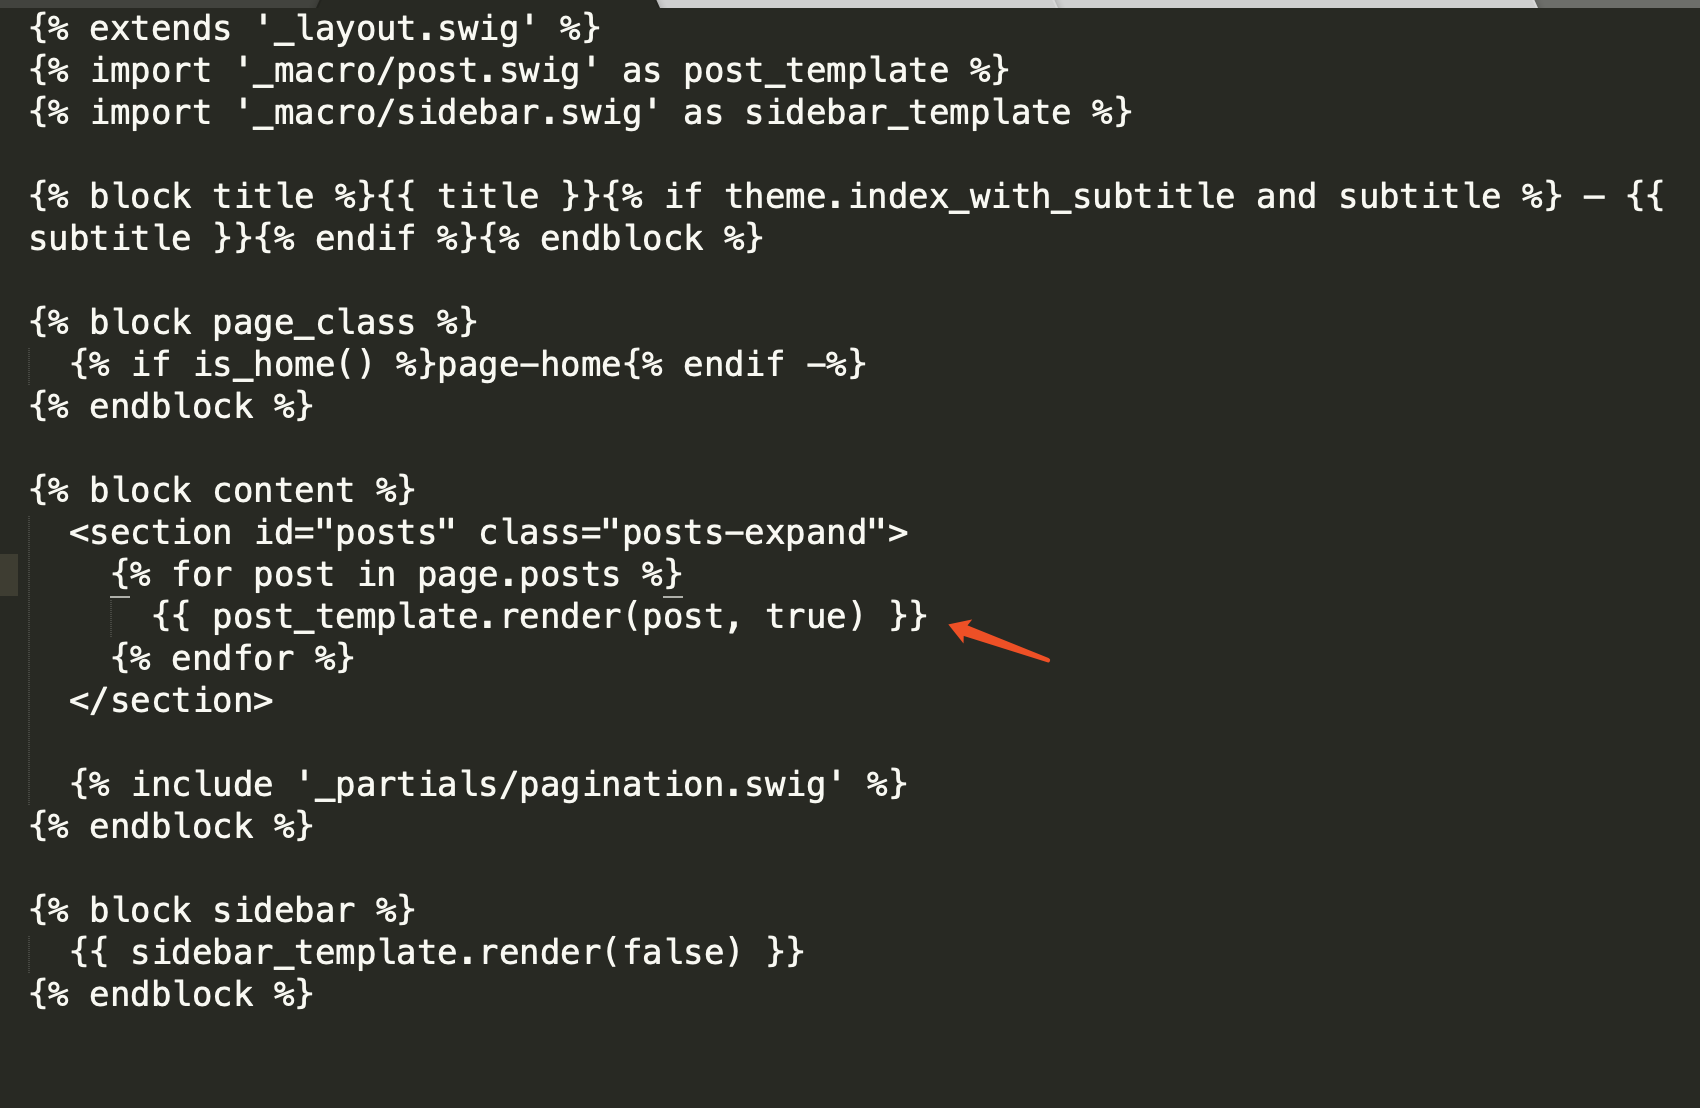 {% extends '_layout.swig' %}
{% import '_macro/post.swig' as post_template %}
{% import '_macro/sidebar.swig' as sidebar_template %}
{% block title %}{{ title }}{% if theme.index_with_subtitle and subtitle %} – {{
subtitle }}{% endif %}{% endblock %}
{% block page_class %}
{% if is_home() %}page-home{% endif -%}
{% endblock %}
{% block content %}
<section id="posts" class="posts-expand">
{% for post in page.posts %}
{{ post_template.render(post, true) }}
{% endfor %}
</section>
{% include '_partials/pagination.swig' %}
{% endblock %}
{% block sidebar %}
{{ sidebar_template.render(false) }}
{% endblock %}